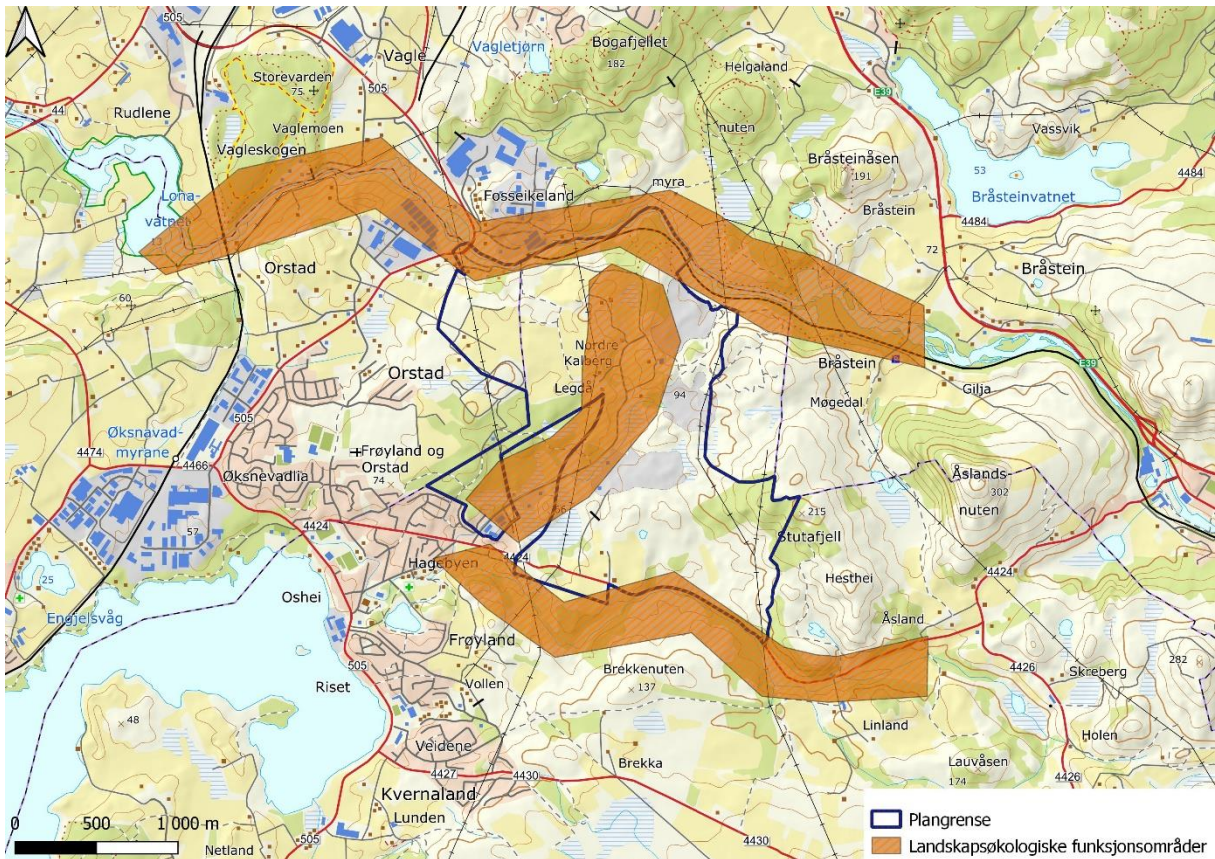 505
Vagle
Vagletjørn
Bogafjellet
182
Helgaland
Storevarden
75
505
E39
44
Rudlene
Vaglemoen
Vassvik
nuten
Vagleskogen
Bråsteinåsen
191
53
4484
Fosseikeland
myra
Bråsteinvatnet
Lona-
vatnet
13
Bråstein
4484
72
Orstad
Bråstein
60
Nordre
Kalberg
Bråstein
E39
Gilja
Orstad
Legdå
94
Møgedal
505
Øksnavad-
myrane
4474
4466
Frøyland og
Orstad
74
Øksnevadlia
Åslands-
nuten
302
57
4424
96
215
Stutafjell
4424
Hagebyen
4424
25
Oshei
Hesthei
Engjelsvåg
Frøyland
Åsland
505
4426
Skreberg
282
Riset
Vollen
Brekkenuten
137
48
Linland
Holen
Veidene
Brekka
Lauvåsen
174
4426
4427
4430
Kvernaland
Lunden
0 500 1 000 m
505
Netland
4430
Plangrense
Landskapsøkologiske funksjonsområder